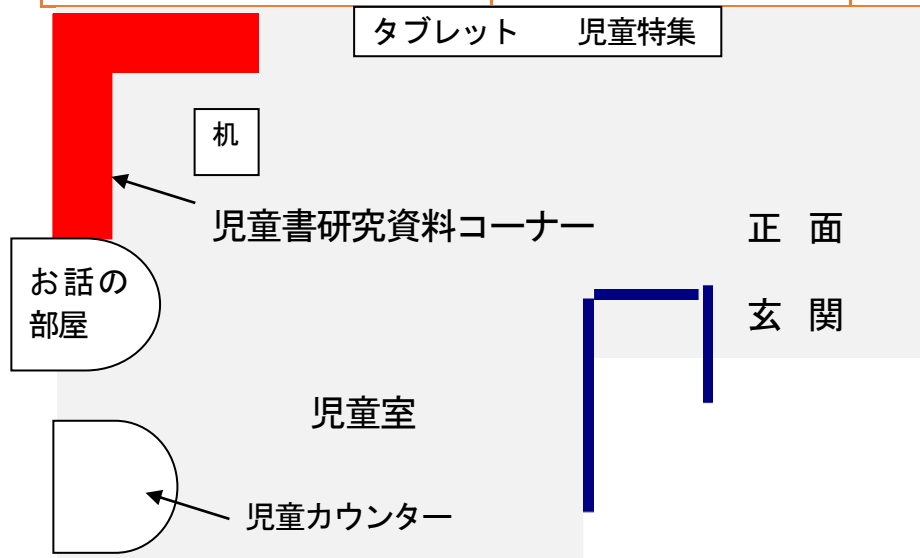 タブレット　　児童特集
机
児童書研究資料コーナー
正　面
玄　関
お話の
部屋
児童室
児童カウンター